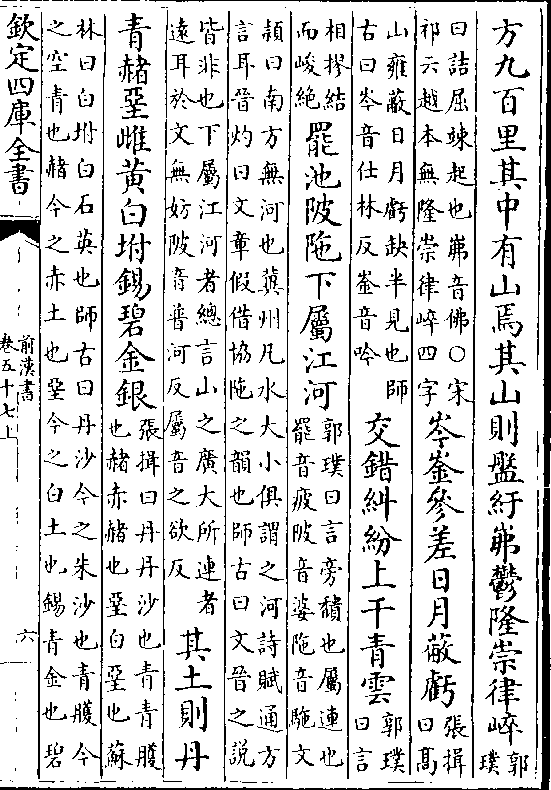 方九百里其中有山焉其山則盤紆岪鬱隆崇律崒郭璞
曰詰屈竦起也岪音佛○宋祁云越本無隆崇律崒四字岑崟參差日月蔽虧張揖曰髙
山雍蔽日月虧缺半見也師古曰岑音仕林反崟音吟交錯糾紛上干青雲郭璞曰言
相摎結而峻絶罷池陂陁下屬江河郭璞曰言旁穨也屬連也罷音疲陂音婆陁音駞文
頴曰南方無河也冀州凡水大小俱謂之河詩賦通方言耳晉灼曰文章假借協陁之韻也師古曰文晉之説
皆非也下屬江河者總言山之廣大所連者逺耳於文無妨陂音普河反屬音之欲反其土則丹
青赭堊雌黄白坿錫碧金銀張揖曰丹丹沙也青青雘也赭赤赭也堊白堊也蘇
林曰白坿白石英也師古曰丹沙今之朱沙也青雘今之空青也赭今之赤土也堊今之白土也錫青金也碧
欽定四庫全書
前漢書
卷五十七上
六